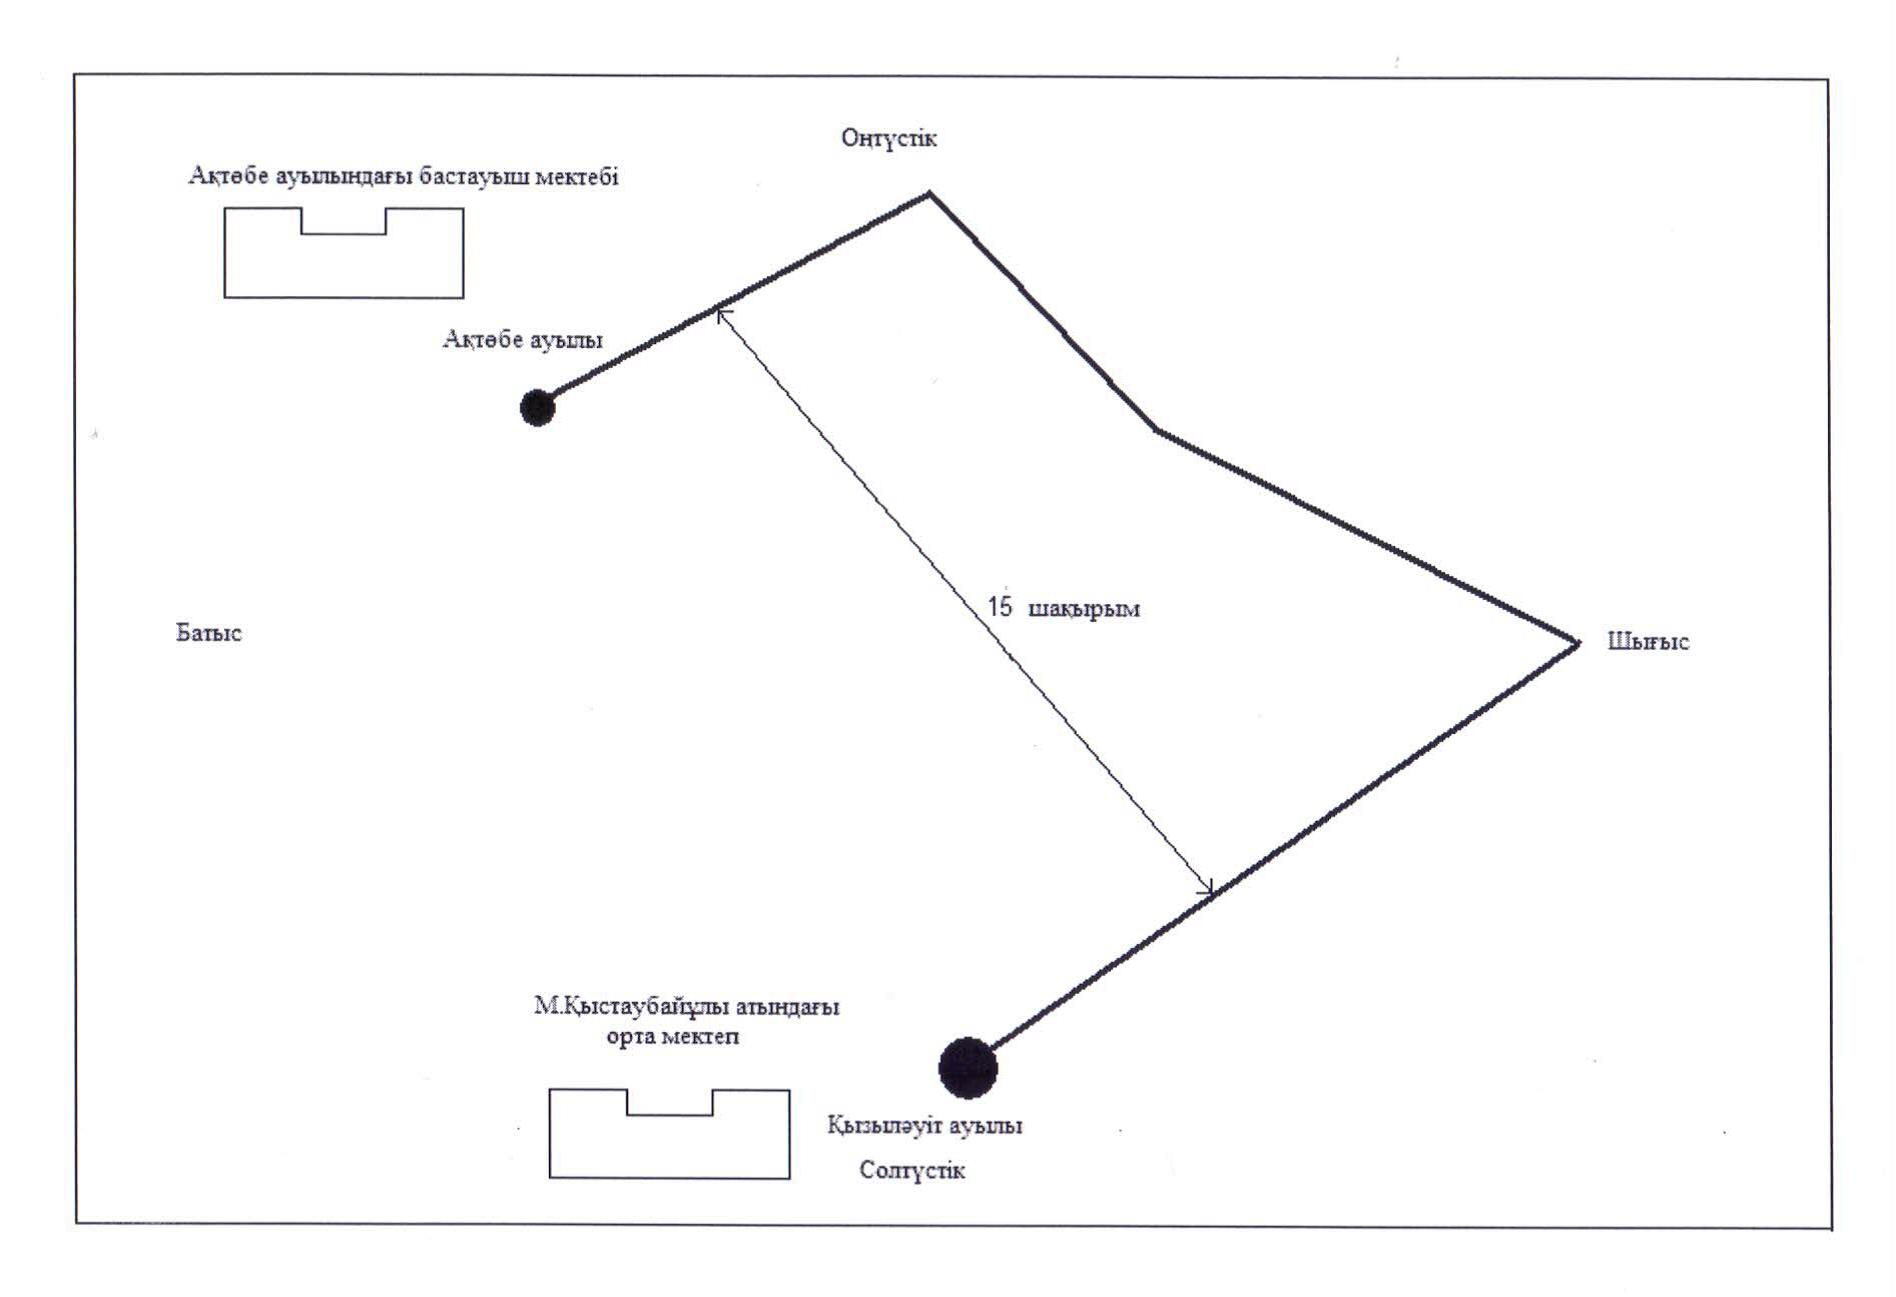 Оңтүстік
Ақтөбе ауылындағы бастауыш мектебі
Ақтөбе ауылы
15 шақырым
Батыс
Шығыс
М.Қыстаубайұлы атындағы
орта мектеп
Қызыләуіт ауылы
Солтүстік